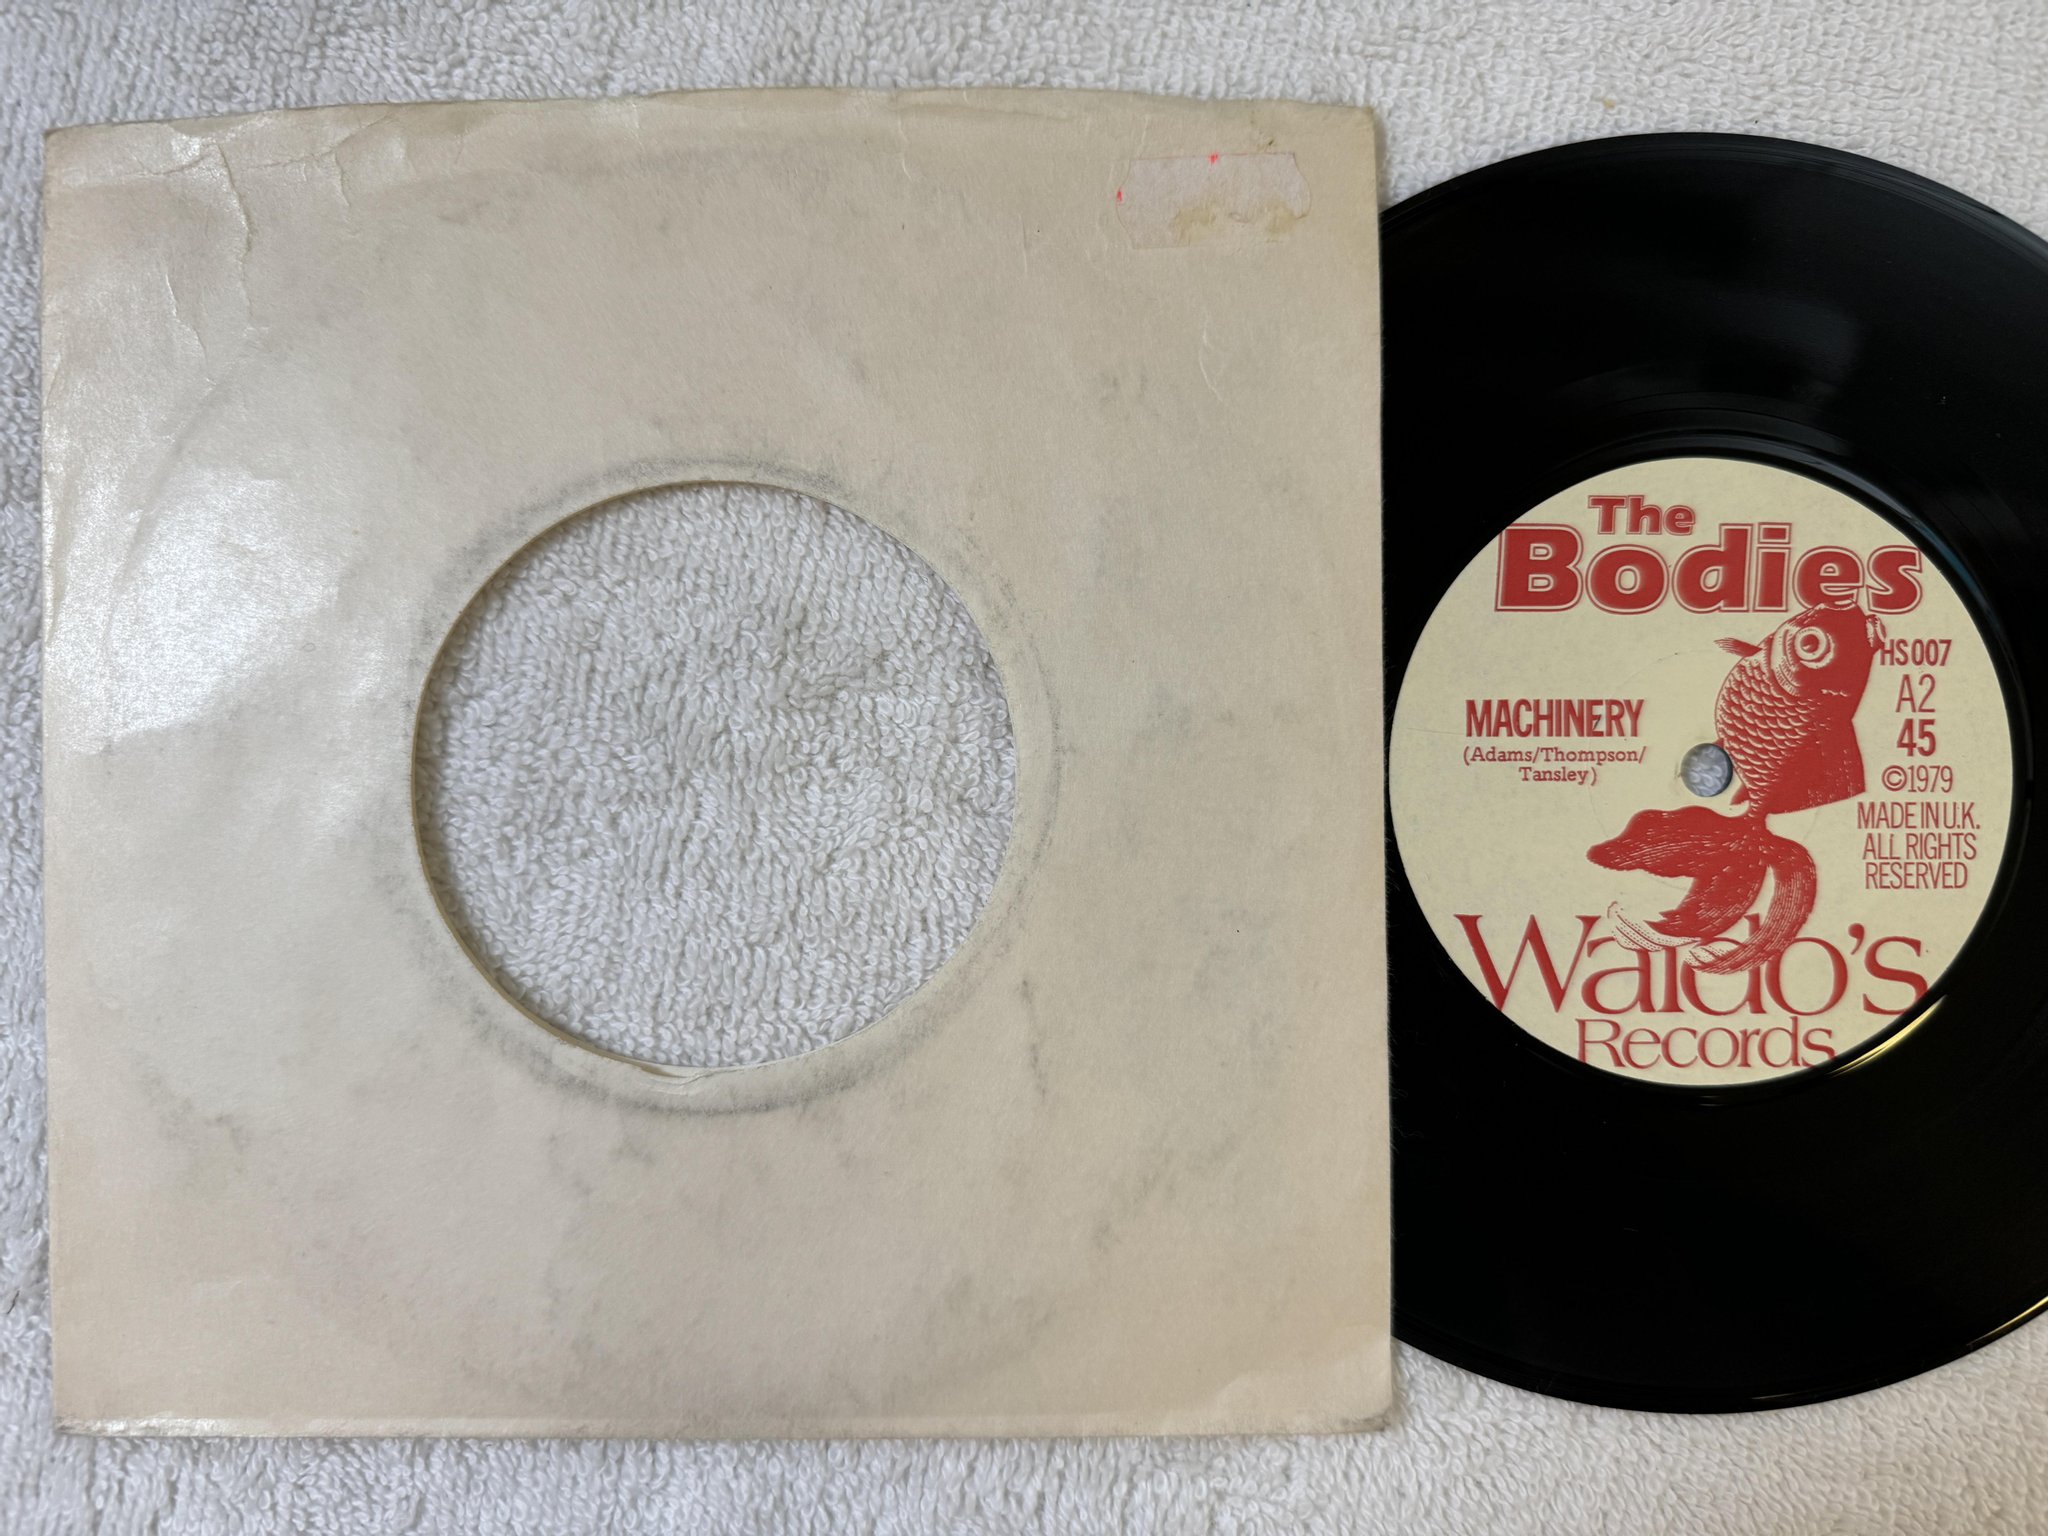 The
Bodies
HS 007
A2
45
©1979
MADE IN U.K.
ALL RIGHTS
RESERVED
MACHINERY
(Adams/Thompson/
Tansley)
Waldo's
Records